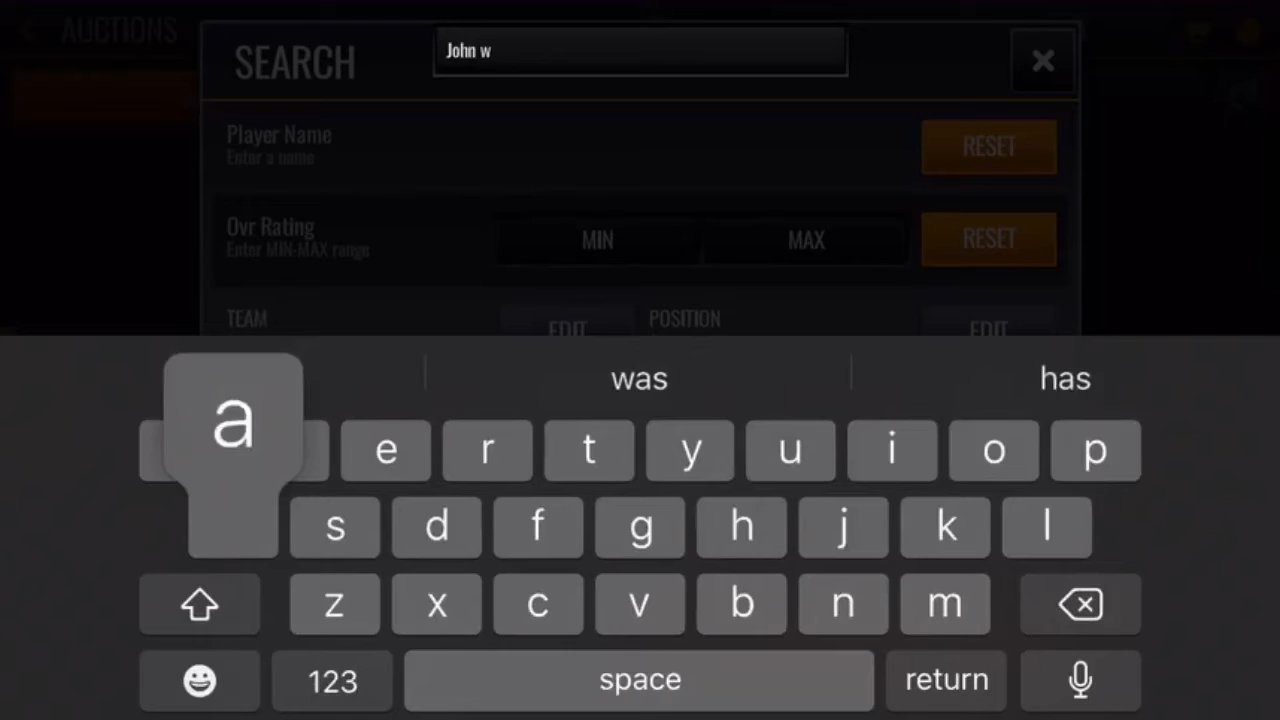 AUCTIONS
SEARCH
John w
Player Name
Enter a name
RESET
Ovr Rating
Enter MIN-MAX range
MIN
MAX
RESET
TEAM
EDIT
POSITION
EDIT
was
has
a
e r t y u i o p
s d f g h j k l
z x c v b n m
123
space
return